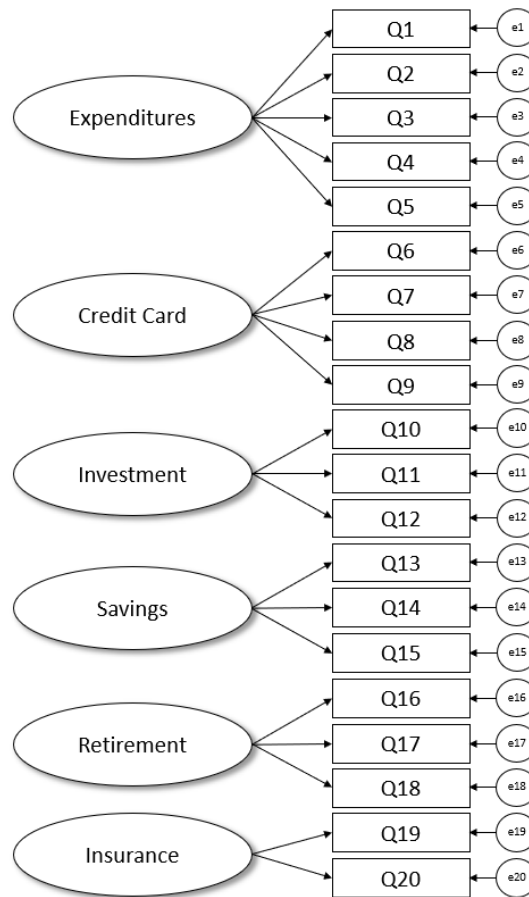 Q1 e1
Q2 e2
Expenditures Q3 e3
Q4 e4
Q5 e5
Q6 e6
Q7 e7
Credit Card
Q8 e8
Q9 e9
Q10 e10
Investment Q11 e11
Q12 e12
Q13 e13
Savings Q14 e14
Q15 e15
Q16 e16
Retirement Q17 e17
Q18 e18
Q19 e19
Insurance
Q20 e20